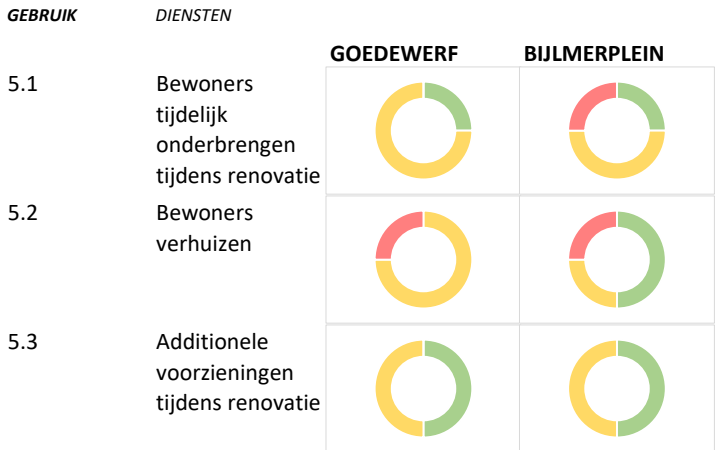 GEBRUIK DIENSTEN
GOEDEWERF BIJLMERPLEIN
5.1 Bewoners
tijdelijk
onderbrengen
tijdens renovatie
5.2 Bewoners
verhuizen
5.3 Additionele
voorzieningen
tijdens renovatie